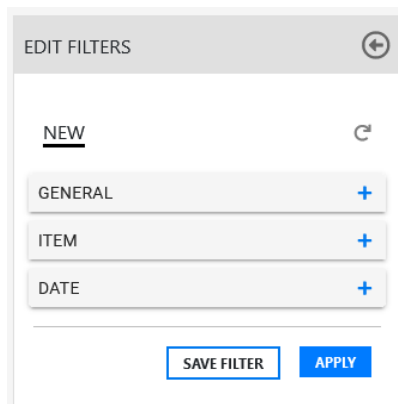 EDIT FILTERS
NEW
GENERAL
ITEM
DATE
SAVE FILTER APPLY